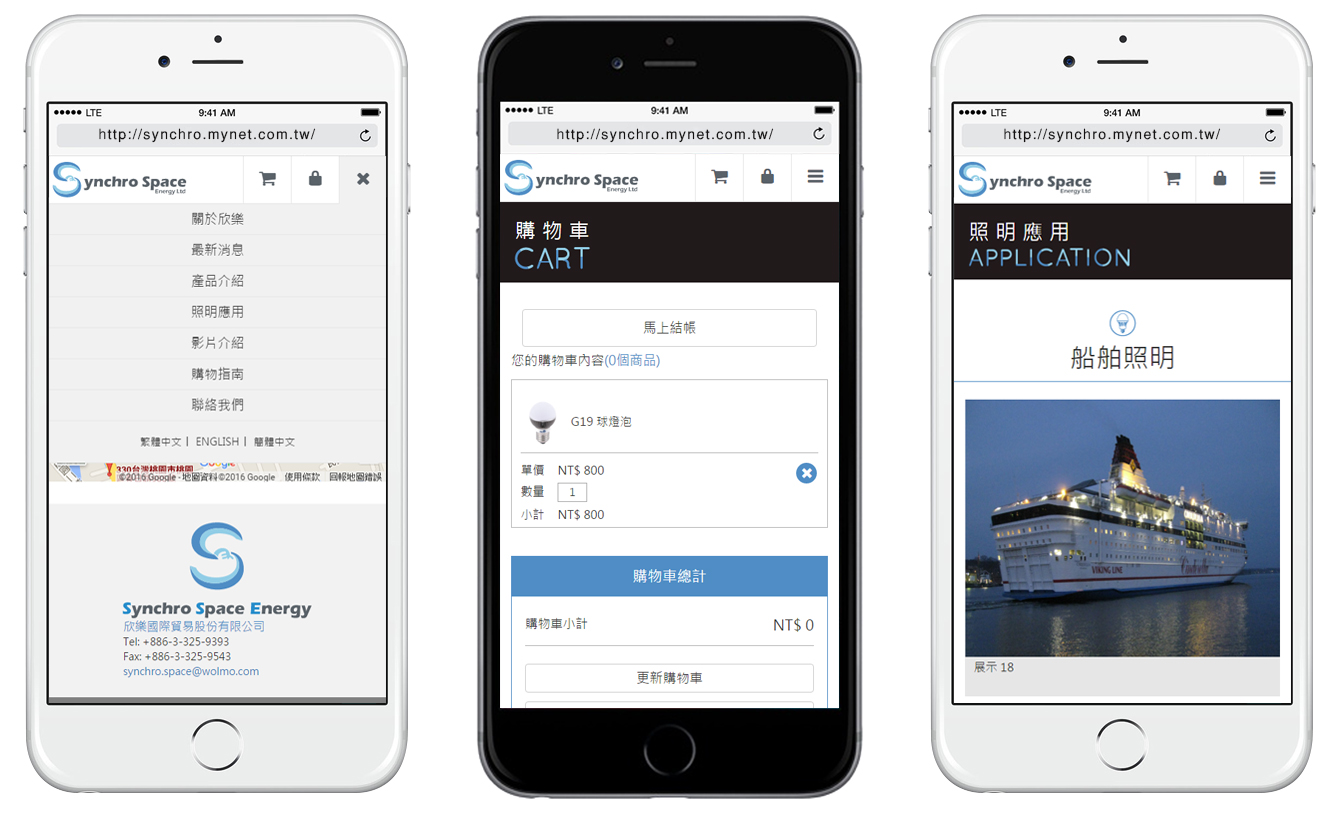 LTE 9:41 AM
http://synchro.mynet.com.tw/
Synchro Space
Energy Ltd
關於欣樂
最新消息
產品介紹
照明應用
影片介紹
購物指南
聯絡我們
繁體中文 | ENGLISH | 簡體中文
330台灣桃園市桃園
Google
©2016 Google - 地圖資料©2016 Google 使用條款 回報地圖錯誤
Synchro Space Energy
欣樂國際貿易股份有限公司
Tel: +886-3-325-9393
Fax: +886-3-325-9543
synchro.space@wolmo.com
LTE 9:41 AM
http://synchro.mynet.com.tw/
Synchro Space
Energy Ltd
購物車
CART
馬上結帳
您的購物車內容(0個商品)
G19 球燈泡
單價 NT$ 800
數量 1
小計 NT$ 800
購物車總計
購物車小計 NT$ 0
更新購物車
LTE 9:41 AM
http://synchro.mynet.com.tw/
Synchro Space
Energy Ltd
照明應用
APPLICATION
船舶照明
VIKING LINE
展示 18